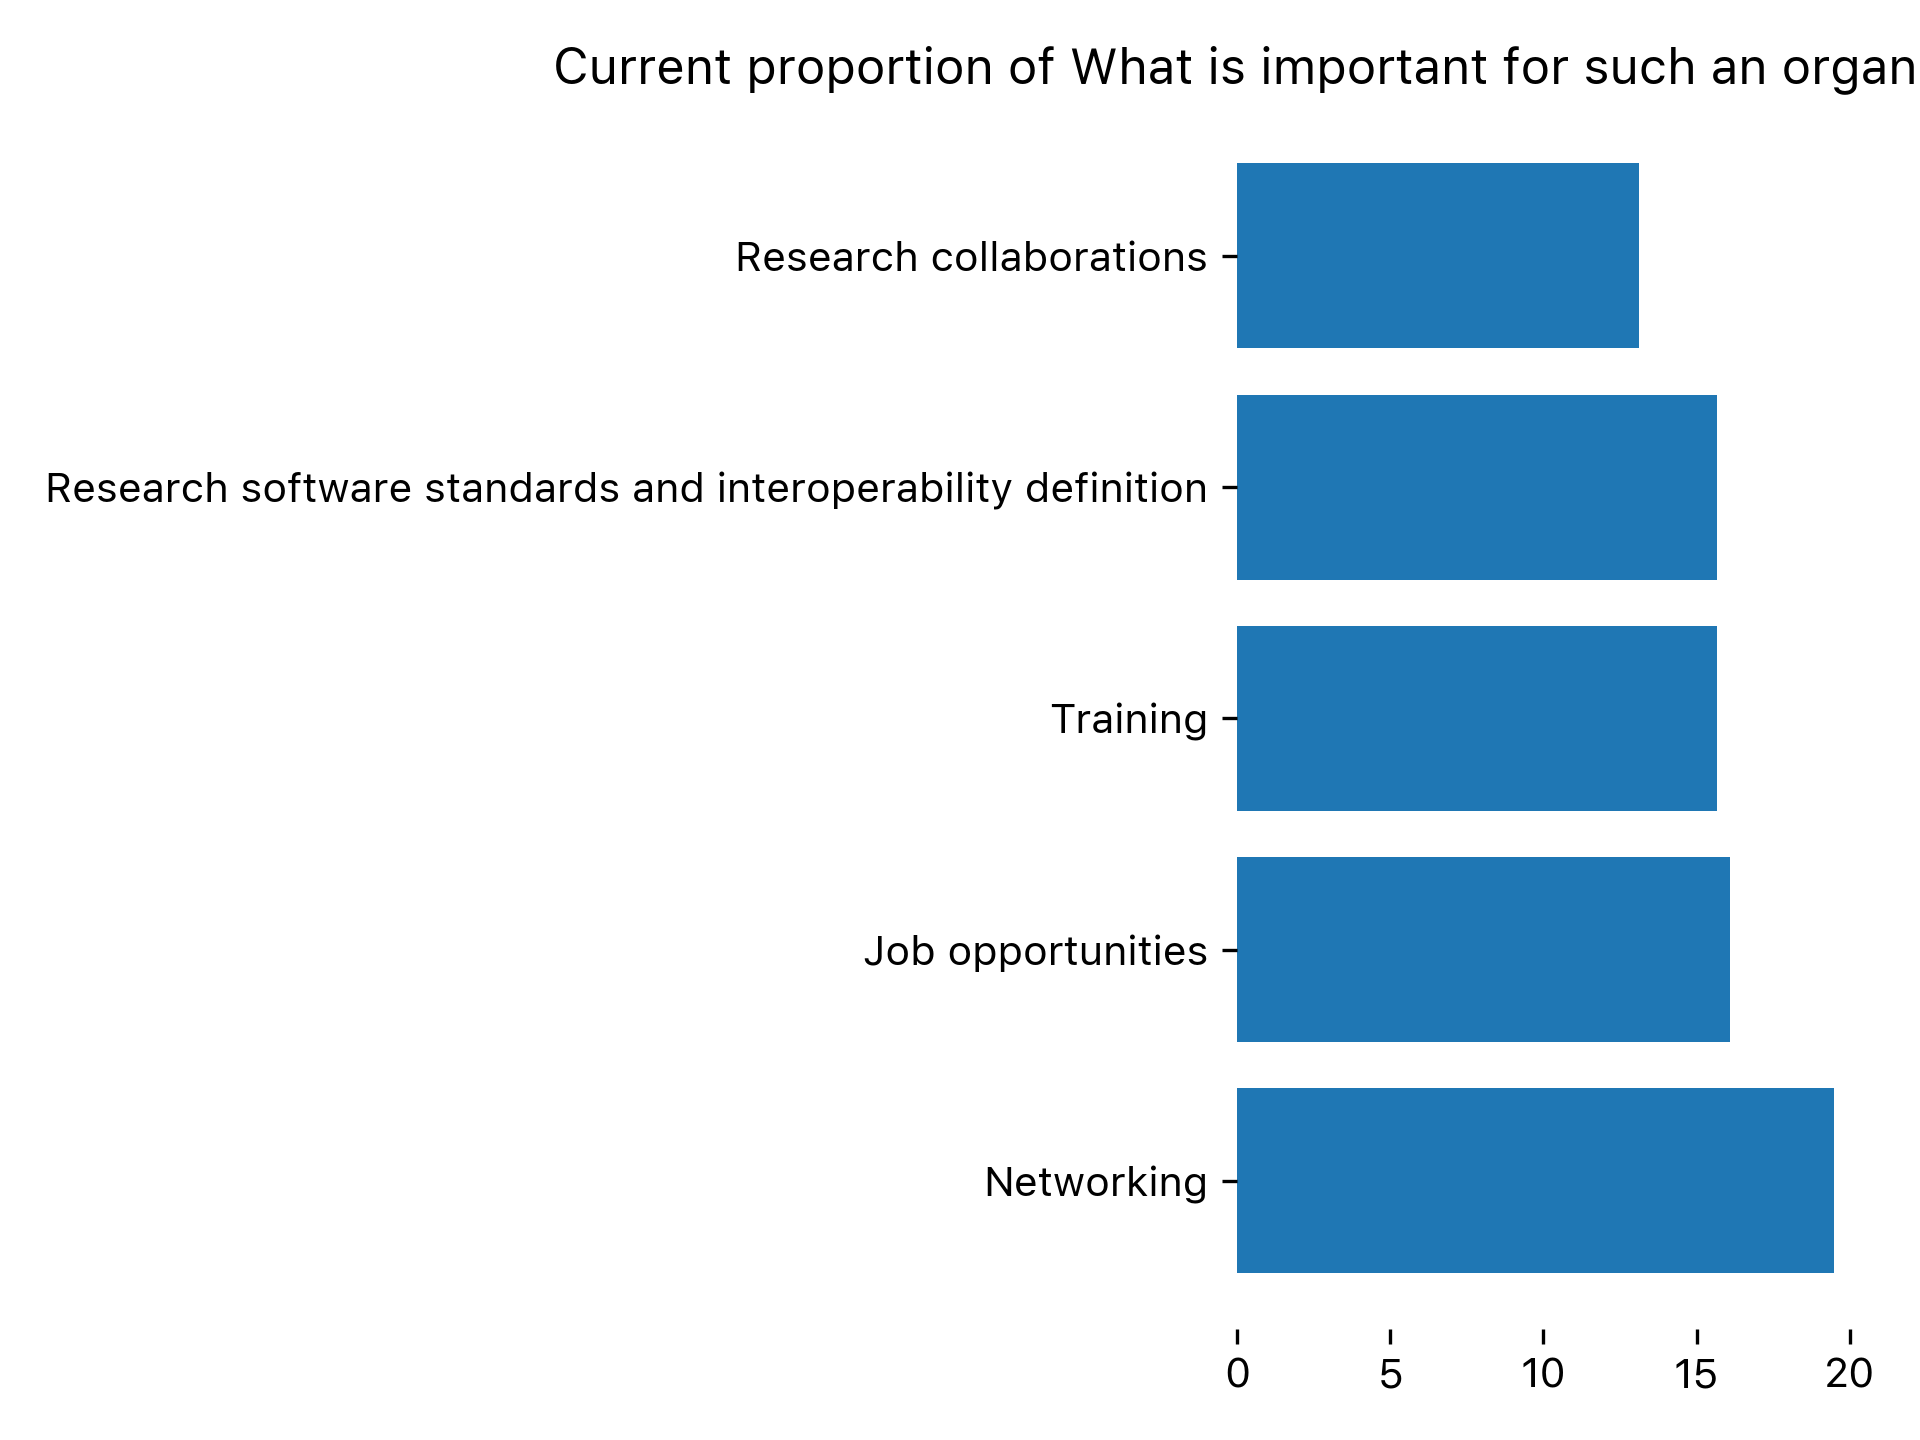 Current proportion of What is important for such an organ
Research collaborations
Research software standards and interoperability definition
Training
Job opportunities
Networking
0 5 10 15 20